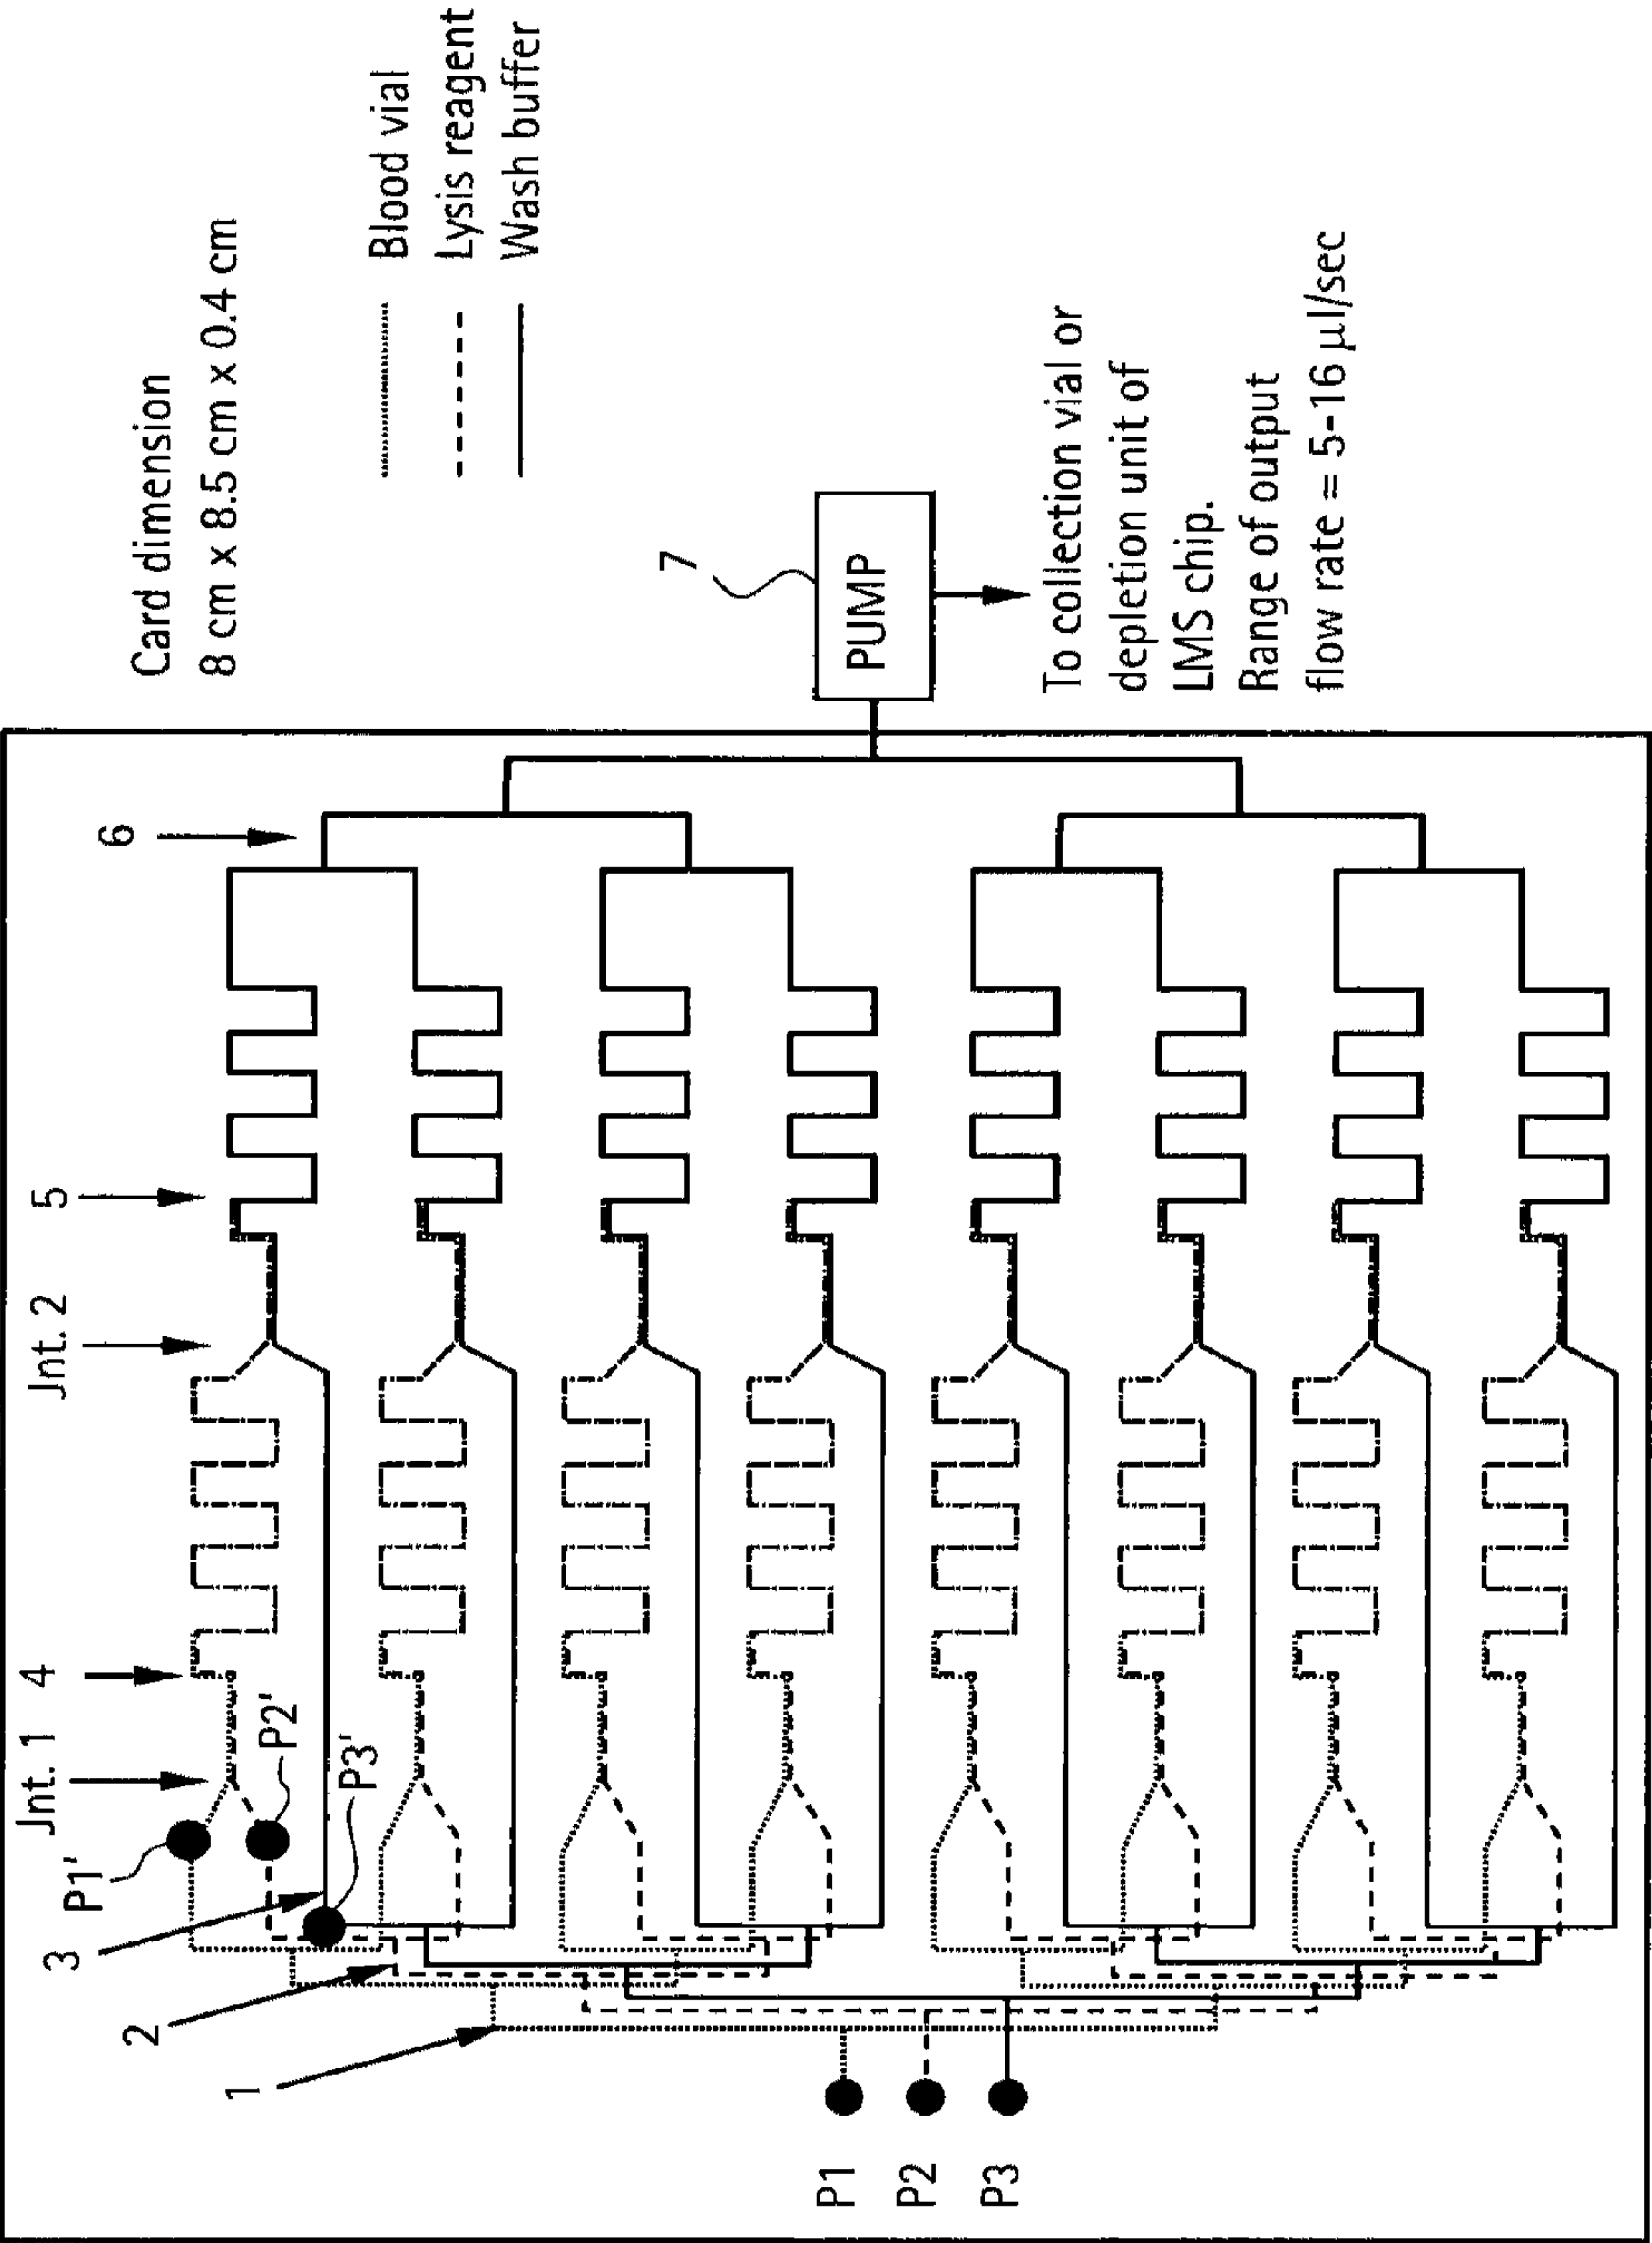 Card dimension
8 cm x 8.5 cm x 0.4 cm
Blood vial
Lysis reagent
Wash buffer
7
PUMP
To collection vial or
depletion unit of
LMS chip.
Range of output
flow rate = 5-16 µl/sec
6
5
Jnt. 2
4
Jnt. 1
P1'
P2'
P3'
3
2
1
P1
P2
P3